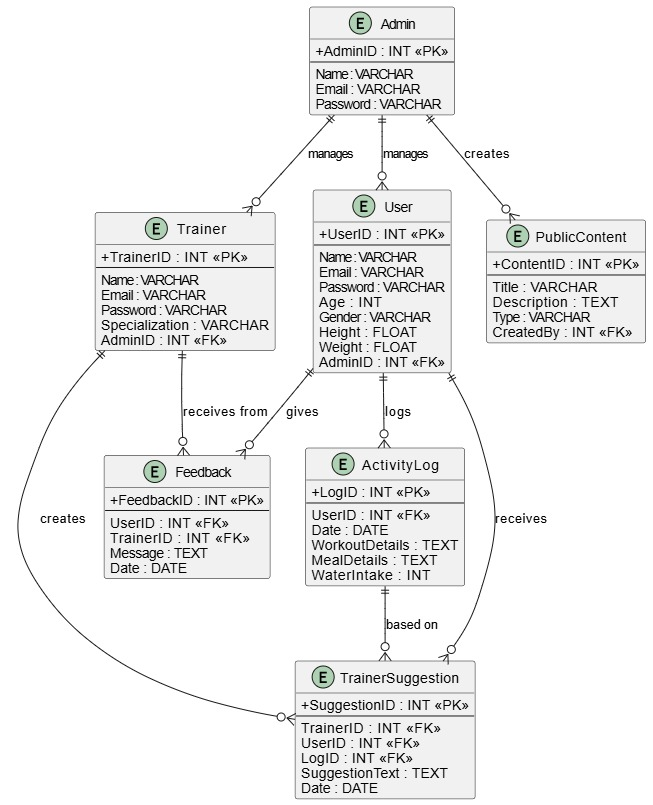 E Admin
+AdminID : INT «PK»
Name : VARCHAR
Email : VARCHAR
Password : VARCHAR
manages
manages
creates
E Trainer
+TrainerID : INT «PK»
Name : VARCHAR
Email : VARCHAR
Password : VARCHAR
Specialization : VARCHAR
AdminID : INT «FK»
E User
+UserID : INT «PK»
Name : VARCHAR
Email : VARCHAR
Password : VARCHAR
Age : INT
Gender : VARCHAR
Height : FLOAT
Weight : FLOAT
AdminID : INT «FK»
E PublicContent
+ContentID : INT «PK»
Title : VARCHAR
Description : TEXT
Type : VARCHAR
CreatedBy : INT «FK»
receives from
gives
logs
E Feedback
+FeedbackID : INT «PK»
UserID : INT «FK»
TrainerID : INT «FK»
Message : TEXT
Date : DATE
E ActivityLog
+LogID : INT «PK»
UserID : INT «FK»
Date : DATE
WorkoutDetails : TEXT
MealDetails : TEXT
WaterIntake : INT
creates
receives
based on
E TrainerSuggestion
+SuggestionID : INT «PK»
TrainerID : INT «FK»
UserID : INT «FK»
LogID : INT «FK»
SuggestionText : TEXT
Date : DATE